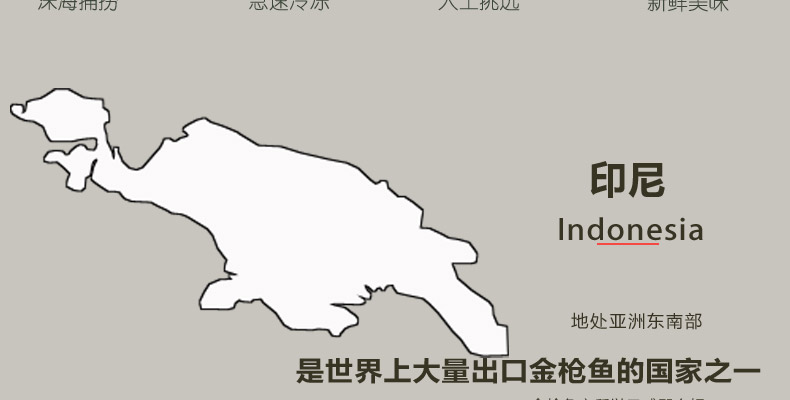 深海捕捞 急速冷冻 人工挑选 新鲜美味
印尼
Indonesia
地处亚洲东南部
是世界上大量出口金枪鱼的国家之一